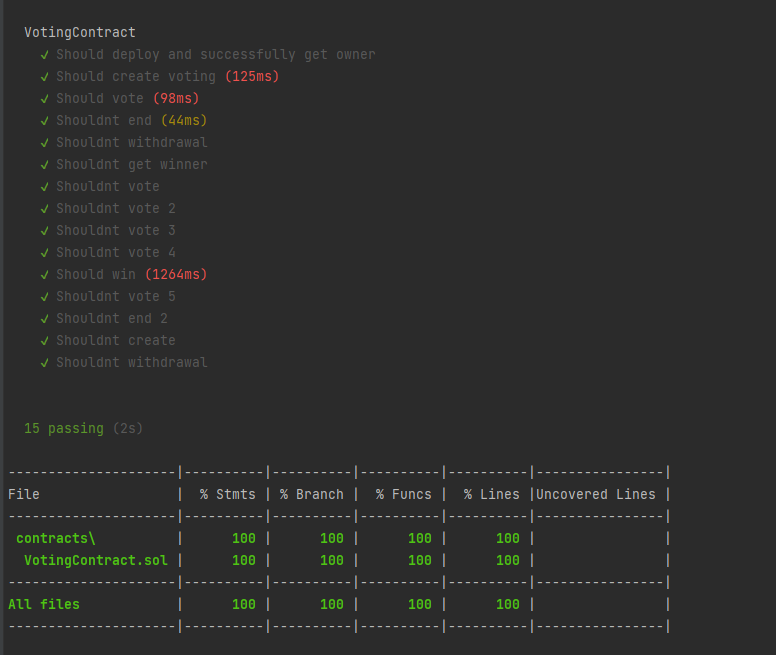 VotingContract
✓ Should deploy and successfully get owner
✓ Should create voting (125ms)
✓ Should vote (98ms)
✓ Shouldnt end (44ms)
✓ Shouldnt withdrawal
✓ Shouldnt get winner
✓ Shouldnt vote
✓ Shouldnt vote 2
✓ Shouldnt vote 3
✓ Shouldnt vote 4
✓ Should win (1264ms)
✓ Shouldnt vote 5
✓ Shouldnt end 2
✓ Shouldnt create
✓ Shouldnt withdrawal
15 passing (2s)
---------------------|----------|----------|----------|----------|----------------|
File                 |  % Stmts | % Branch |  % Funcs |  % Lines |Uncovered Lines |
---------------------|----------|----------|----------|----------|----------------|
 contracts\          |      100 |      100 |      100 |      100 |                |
  VotingContract.sol |      100 |      100 |      100 |      100 |                |
---------------------|----------|----------|----------|----------|----------------|
All files            |      100 |      100 |      100 |      100 |                |
---------------------|----------|----------|----------|----------|----------------|